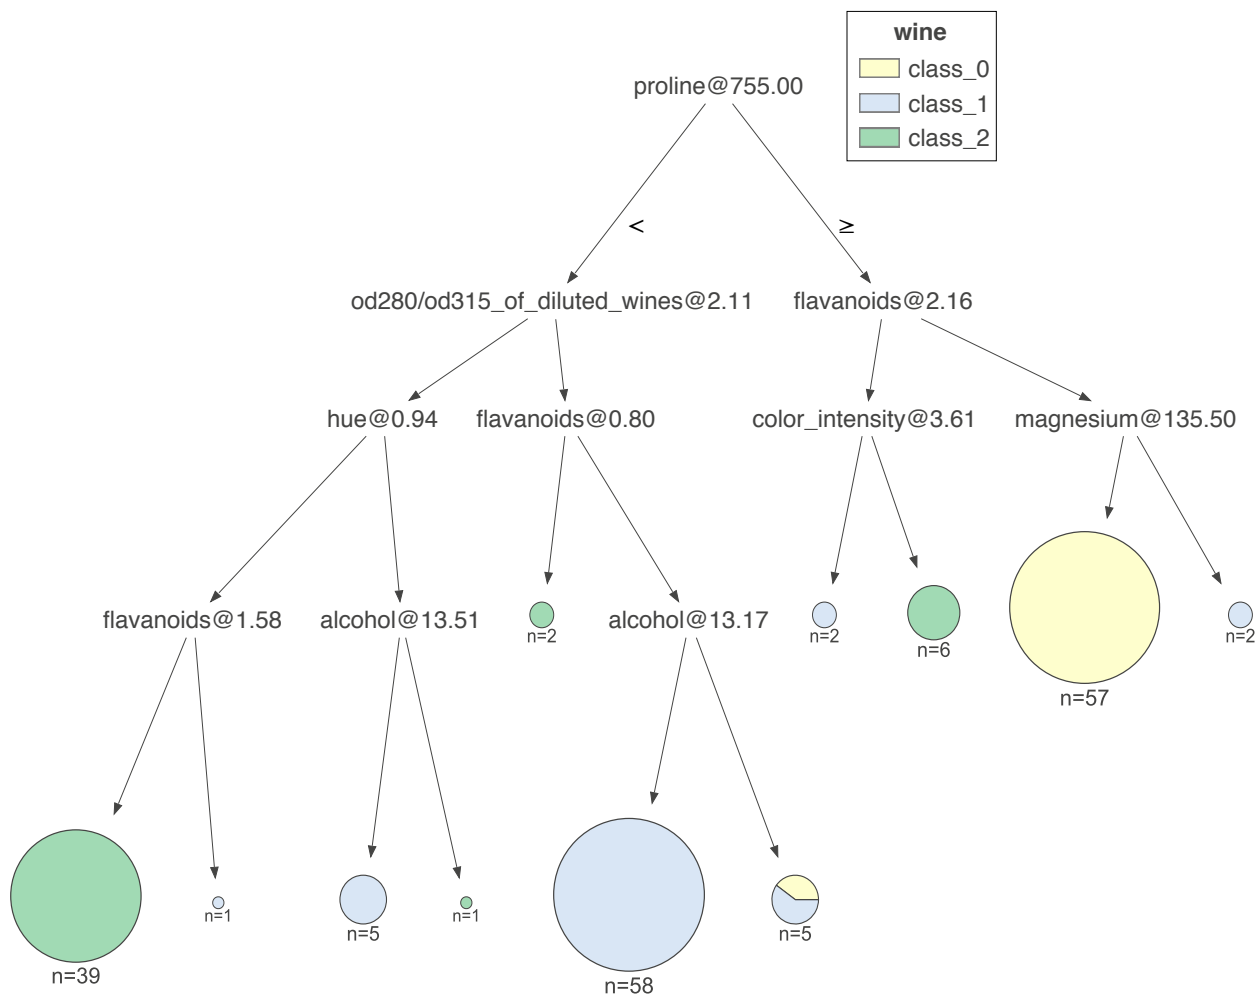 wine
class_0
class_1
class_2
proline@755.00
<
≥
od280/od315_of_diluted_wines@2.11
flavanoids@2.16
hue@0.94
flavanoids@0.80
color_intensity@3.61
magnesium@135.50
flavanoids@1.58
alcohol@13.51
n=2
alcohol@13.17
n=2
n=6
n=57
n=2
n=39
n=1
n=5
n=1
n=58
n=5